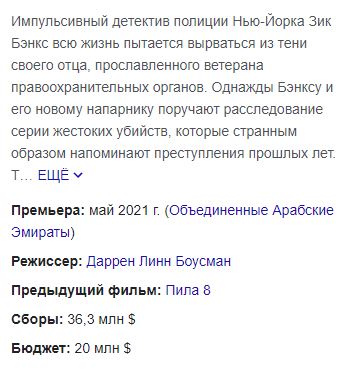 Импульсивный детектив полиции Нью-Йорка Зик
Бэнкс всю жизнь пытается вырваться из тени
своего отца, прославленного ветерана
правоохранительных органов. Однажды Бэнксу и
его новому напарнику поручают расследование
серии жестоких убийств, которые странным
образом напоминают преступления прошлых лет.
Т… ЕЩЁ
Премьера: май 2021 г. (Объединенные Арабские
Эмираты)
Режиссер: Даррен Линн Боусман
Предыдущий фильм: Пила 8
Сборы: 36,3 млн $
Бюджет: 20 млн $